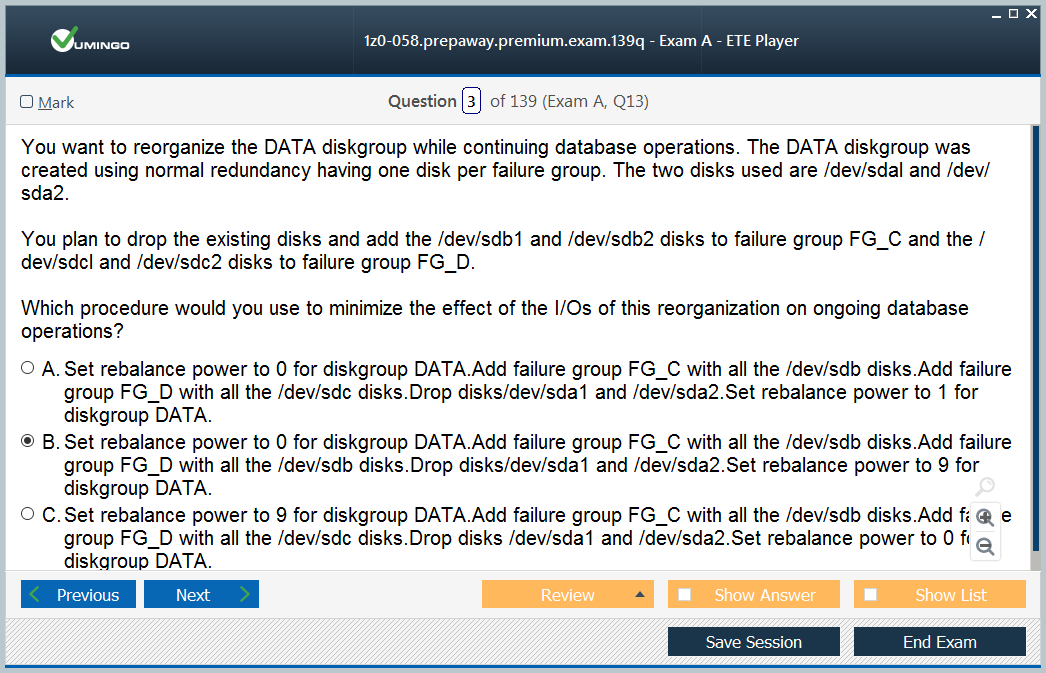 VUMINGO
1z0-058.prepaway.premium.exam.139q - Exam A - ETE Player
Mark
Question 3 of 139 (Exam A, Q13)
You want to reorganize the DATA diskgroup while continuing database operations. The DATA diskgroup was
created using normal redundancy having one disk per failure group. The two disks used are /dev/sdal and /dev/
sda2.
You plan to drop the existing disks and add the /dev/sdb1 and /dev/sdb2 disks to failure group FG_C and the /
dev/sdcl and /dev/sdc2 disks to failure group FG_D.
Which procedure would you use to minimize the effect of the I/Os of this reorganization on ongoing database
operations?
A. Set rebalance power to 0 for diskgroup DATA.Add failure group FG_C with all the /dev/sdb disks.Add failure
group FG_D with all the /dev/sdc disks.Drop disks/dev/sda1 and /dev/sda2.Set rebalance power to 1 for
diskgroup DATA.
B. Set rebalance power to 0 for diskgroup DATA.Add failure group FG_C with all the /dev/sdb disks.Add failure
group FG_D with all the /dev/sdb disks.Drop disks/dev/sda1 and /dev/sda2.Set rebalance power to 9 for
diskgroup DATA.
C. Set rebalance power to 9 for diskgroup DATA.Add failure group FG_C with all the /dev/sdb disks.Add fa e
group FG_D with all the /dev/sdc disks.Drop disks /dev/sda1 and /dev/sda2.Set rebalance power to 0 f
diskgroup DATA.
Previous Next Review Show Answer Show List
Save Session End Exam